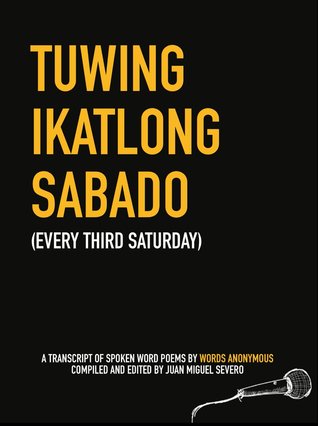 TUWING
IKATLONG
SABADO
(EVERY THIRD SATURDAY)
A TRANSCRIPT OF SPOKEN WORD POEMS BY WORDS ANONYMOUS
COMPILED AND EDITED BY JUAN MIGUEL SEVERO